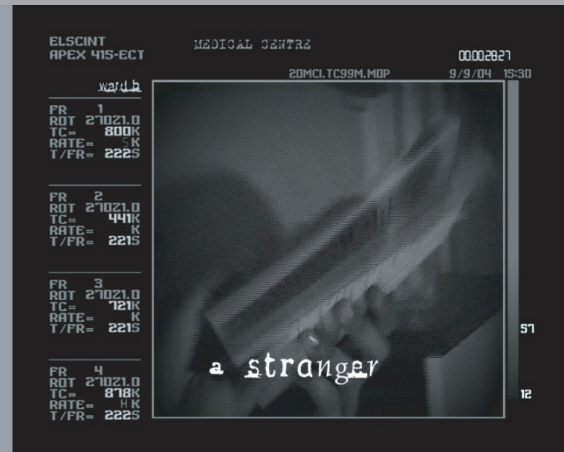 ELSCINT
APEX 415-ECT
MEDICAL CENTRE
00:00:28:27
20MCI.TC99M.MDP 9/9/04 15:30
ward b
FR 1
ROT 27021.0
TC= 800K
RATE= 5 K
T/FR= 222S
FR 2
ROT 27021.0
TC= 441K
RATE= K
T/FR= 221S
FR 3
ROT 27021.0
TC= 721K
RATE= K
T/FR= 221S
FR 4
ROT 27021.0
TC= 878K
RATE= H K
T/FR= 222S
57
12
a stranger